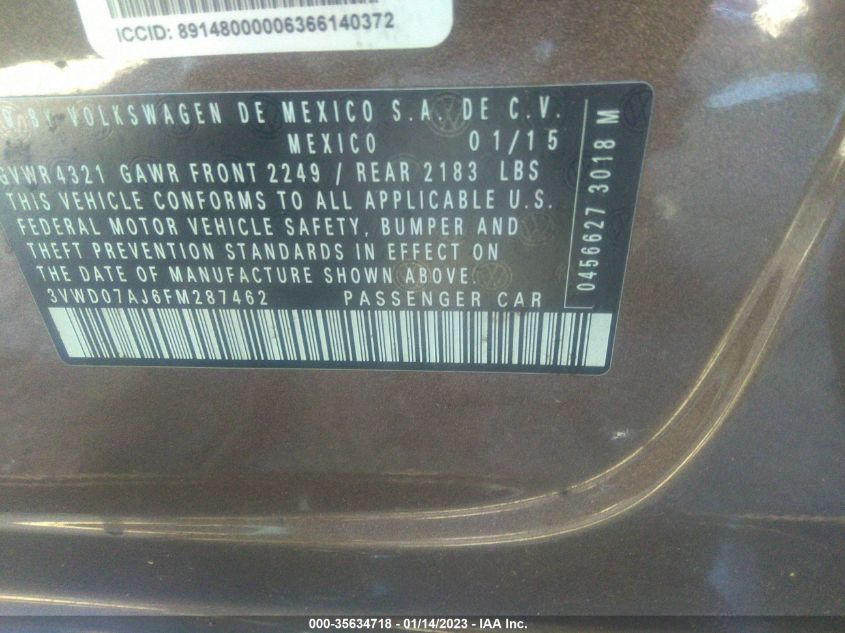 ICCID: 89148000006366140372
BY VOLKSWAGEN DE MEXICO S.A. DE C.V.
MEXICO 01/15
GVWR4321 GAWR FRONT 2249 / REAR 2183 LBS
THIS VEHICLE CONFORMS TO ALL APPLICABLE U.S.
FEDERAL MOTOR VEHICLE SAFETY, BUMPER AND
THEFT PREVENTION STANDARDS IN EFFECT ON
THE DATE OF MANUFACTURE SHOWN ABOVE.
3VWD07AJ6FM287462 PASSENGER CAR
0456627 3018 M
000-35634718 - 01/14/2023 - IAA Inc.